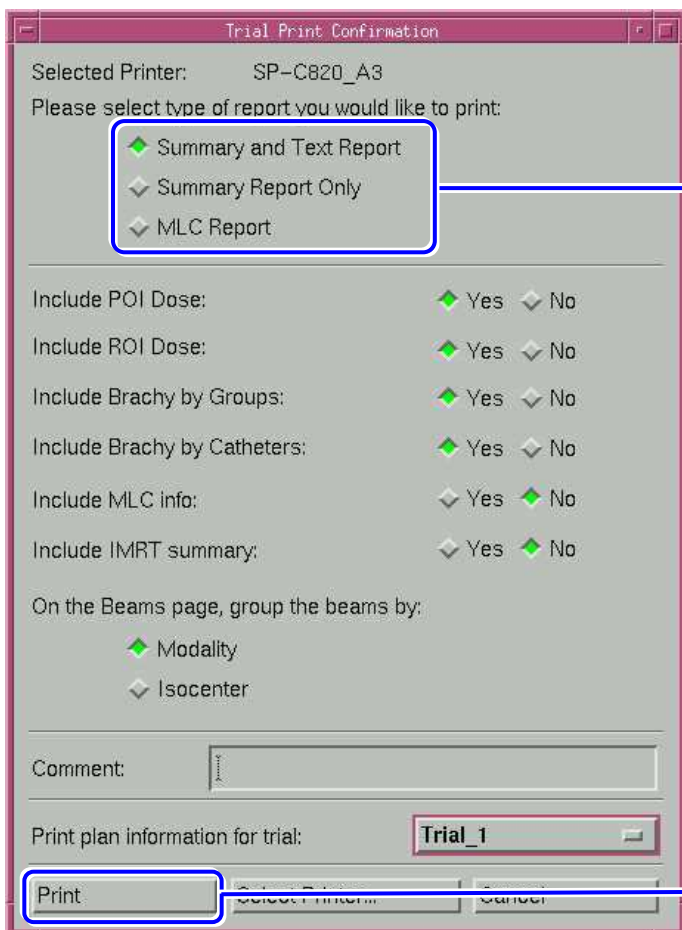 Trial Print Confirmation
Selected Printer: SP-C820_A3
Please select type of report you would like to print:
Summary and Text Report
Summary Report Only
MLC Report
Include POI Dose: Yes No
Include ROI Dose: Yes No
Include Brachy by Groups: Yes No
Include Brachy by Catheters: Yes No
Include MLC info: Yes No
Include IMRT summary: Yes No
On the Beams page, group the beams by:
Modality
Isocenter
Comment:
Print plan information for trial: Trial_1
Print Select Printer... Cancel